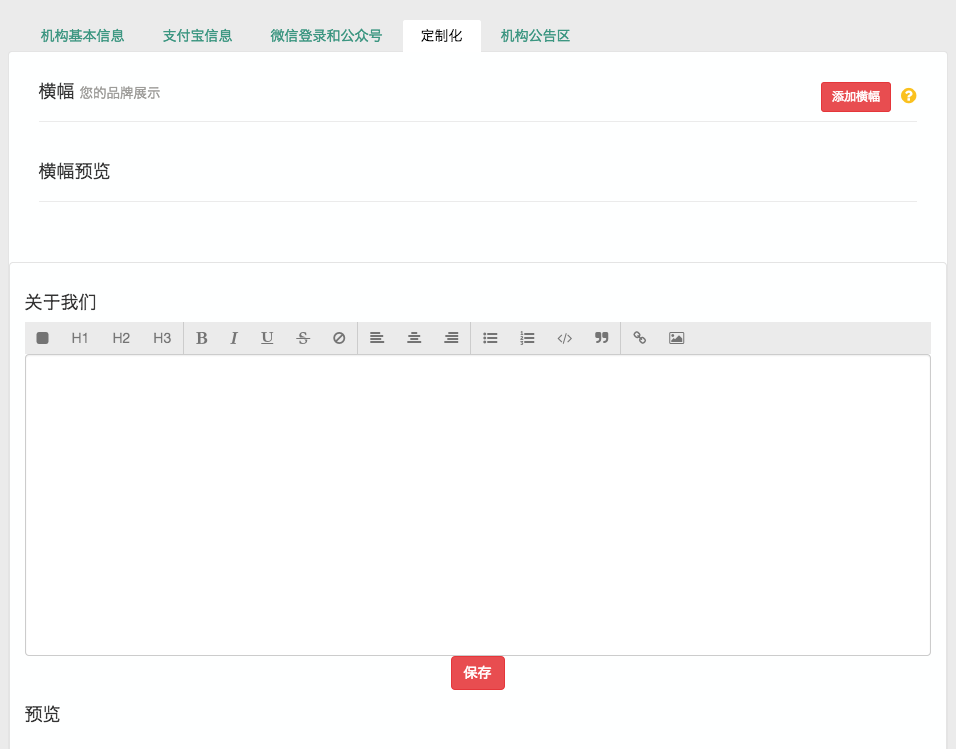 机构基本信息 支付宝信息 微信登录和公众号 定制化 机构公告区
横幅 您的品牌展示 添加横幅 ?
横幅预览
关于我们
H1 H2 H3 B I U S
保存
预览